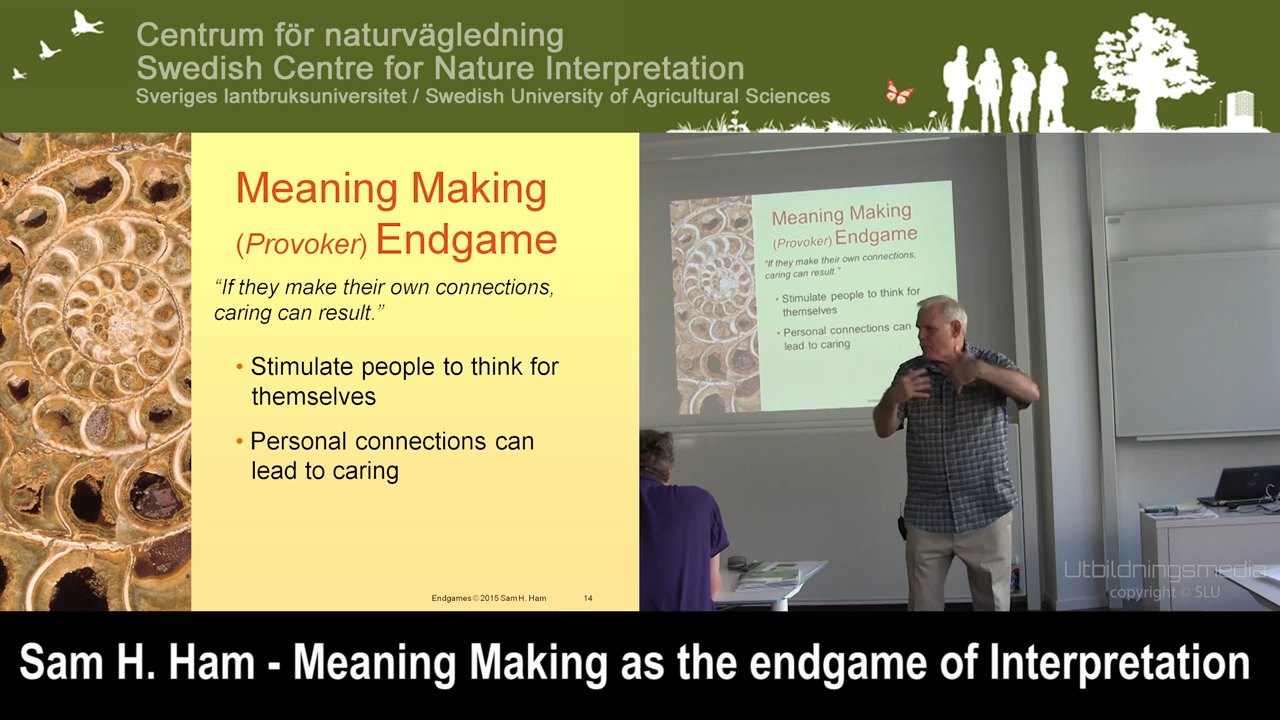 Centrum för naturvägledning
Swedish Centre for Nature Interpretation
Sveriges lantbruksuniversitet / Swedish University of Agricultural Sciences
Meaning Making
(Provoker) Endgame
“If they make their own connections,
caring can result.”
• Stimulate people to think for
themselves
• Personal connections can
lead to caring
Endgames © 2015 Sam H. Ham 14
Meaning Making
(Provoker) Endgame
“If they make their own connections,
caring can result.”
• Stimulate people to think for
themselves
• Personal connections can
lead to caring
Utbildningsmedia
copyright © SLU
Sam H. Ham - Meaning Making as the endgame of Interpretation